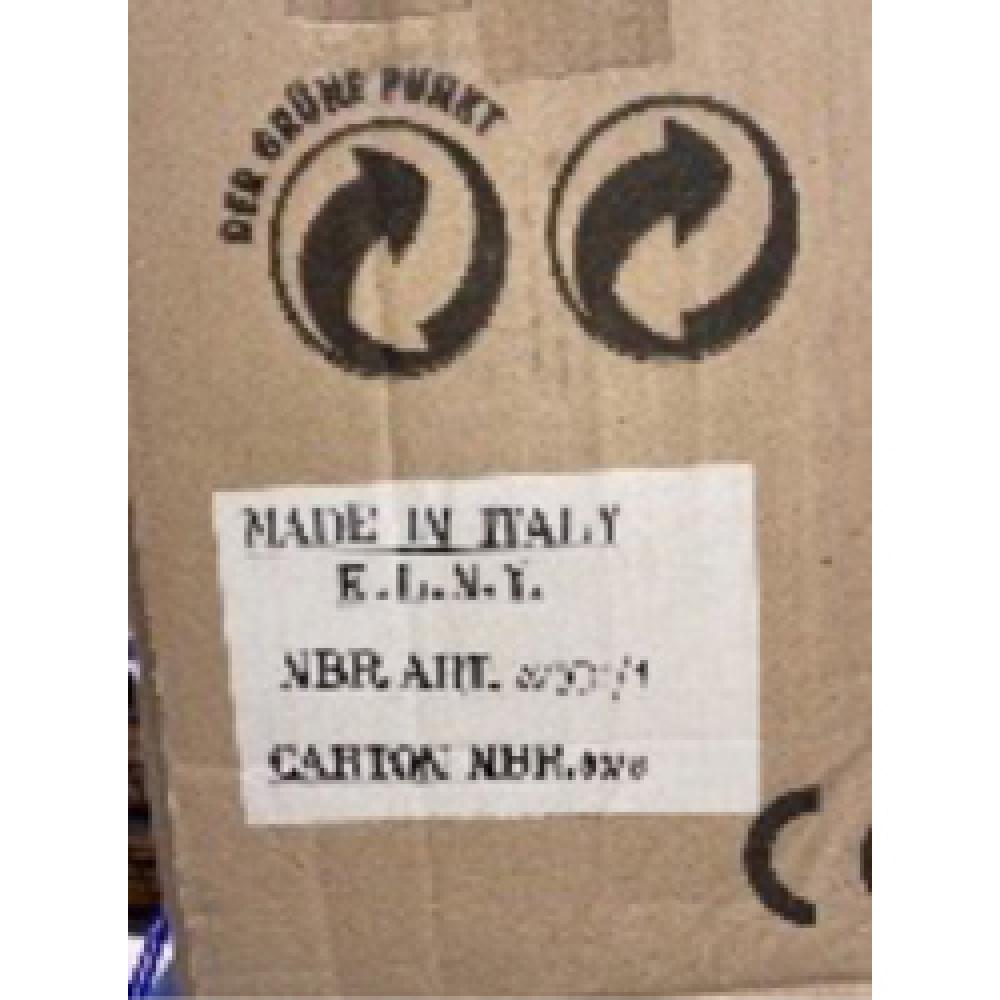 DER GRÜNE PUNKT
MADE IN ITALY
E.L.N.Y.
NBR ART.
CARTON NBR.